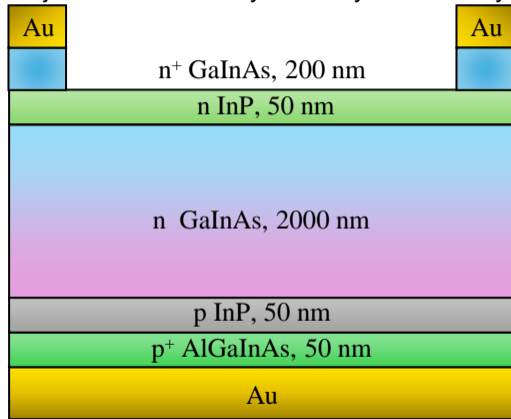 Au Au
n⁺ GaInAs, 200 nm
n InP, 50 nm
n GaInAs, 2000 nm
p InP, 50 nm
p⁺ AlGaInAs, 50 nm
Au